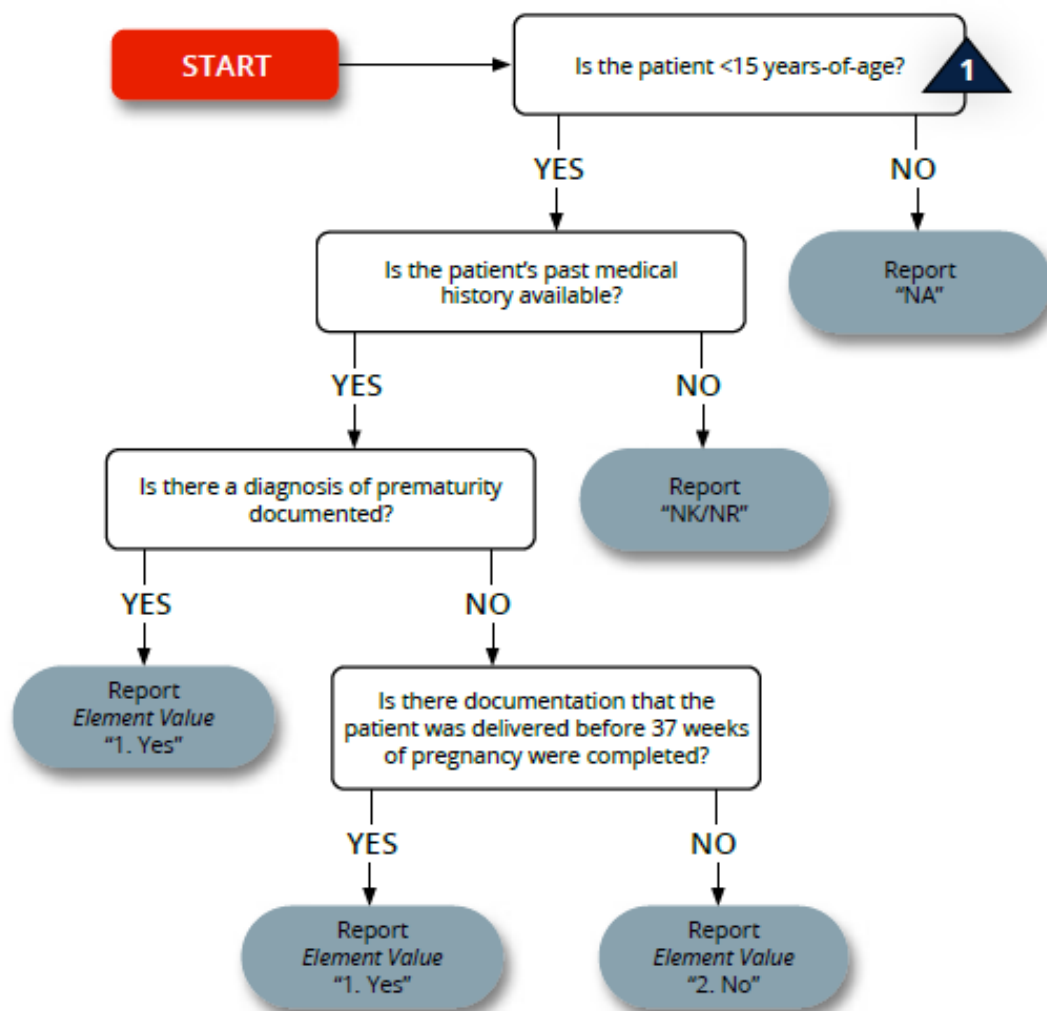 START
Is the patient <15 years-of-age?
1
YES
NO
Is the patient’s past medical
history available?
Report
“NA”
YES
NO
Is there a diagnosis of prematurity
documented?
Report
“NK/NR”
YES
NO
Report
Element Value
“1. Yes”
Is there documentation that the
patient was delivered before 37 weeks
of pregnancy were completed?
YES
NO
Report
Element Value
“1. Yes”
Report
Element Value
“2. No”